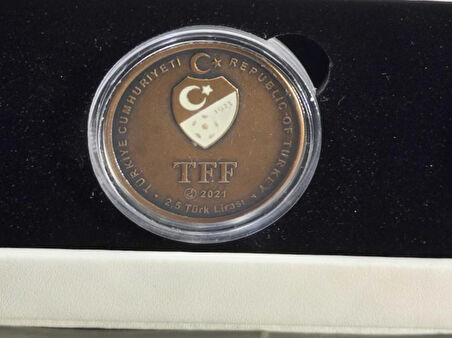 TÜRKİYE CUMHURİYETİ
REPUBLIC OF TURKEY
1923
TFF
2021
2,5 Türk Lirası